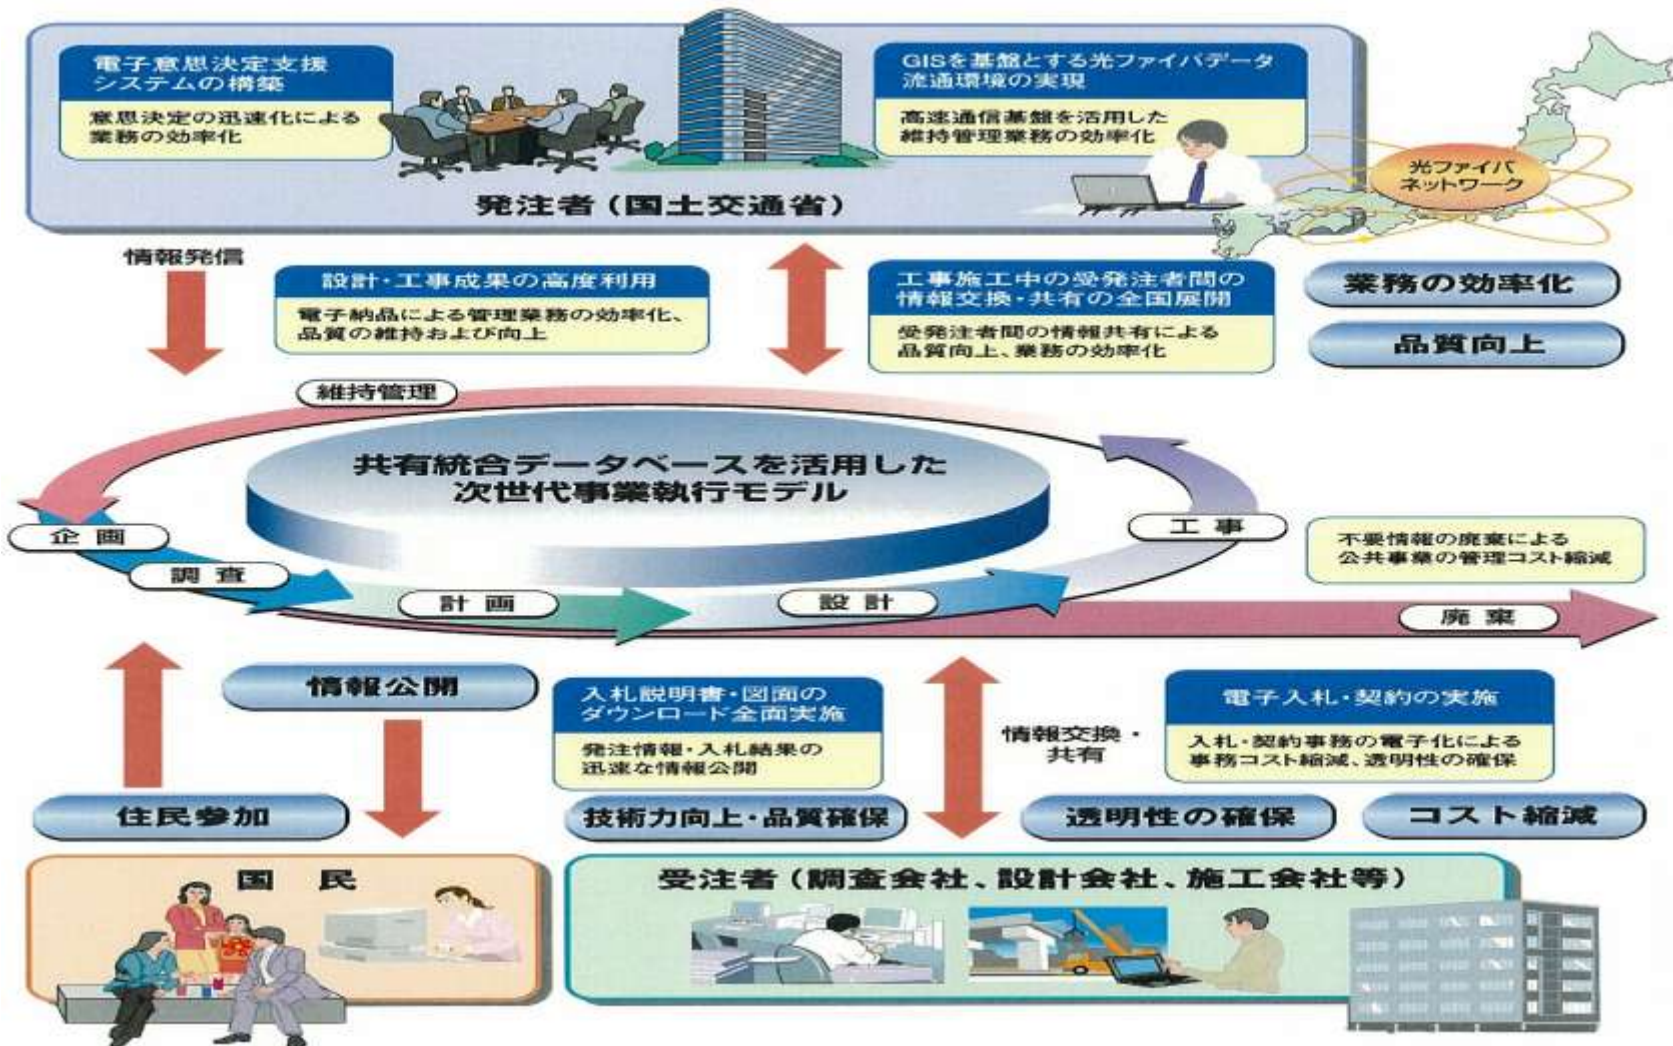 電子意思決定支援
システムの構築
意思決定の迅速化による
業務の効率化
GISを基盤とする光ファイバデータ
流通環境の実現
高速通信基盤を活用した
維持管理業務の効率化
光ファイバ
ネットワーク
発注者(国土交通省)
情報発信
設計・工事成果の高度利用
電子納品による管理業務の効率化、
品質の維持および向上
工事施工中の受発注者間の
情報交換・共有の全国展開
受発注者間の情報共有による
品質向上、業務の効率化
業務の効率化
品質向上
維持管理
共有統合データベースを活用した
次世代事業執行モデル
企画
調査
計画
設計
工事
不要情報の廃棄による
公共事業の管理コスト縮減
廃棄
情報公開
入札説明書・図面の
ダウンロード全面実施
発注情報・入札結果の
迅速な情報公開
情報交換・
共有
電子入札・契約の実施
入札・契約事務の電子化による
事務コスト縮減、透明性の確保
住民参加
技術力向上・品質確保
透明性の確保
コスト縮減
国民
受注者(調査会社、設計会社、施工会社等)